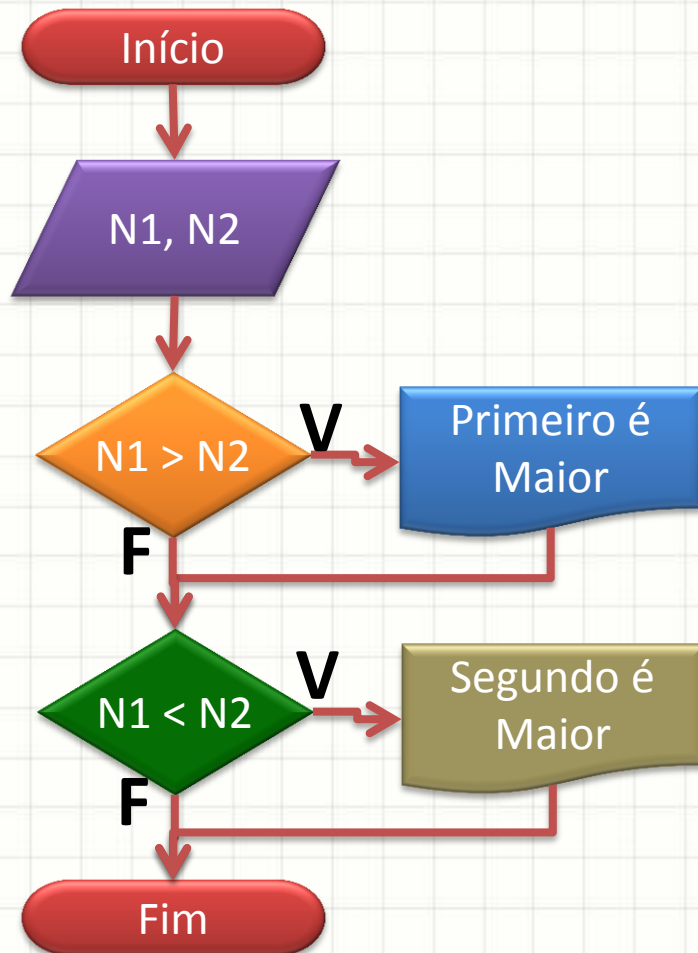 Início
N1, N2
N1 > N2
V
Primeiro é
Maior
F
N1 < N2
V
Segundo é
Maior
F
Fim